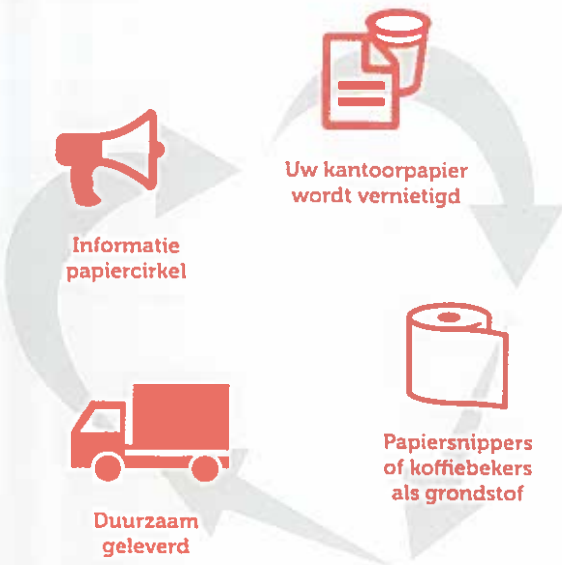 Uw kantoorpapier
wordt vernietigd
Informatie
papiercirkel
Papiersnippers
of koffiebekers
als grondstof
Duurzaam
geleverd